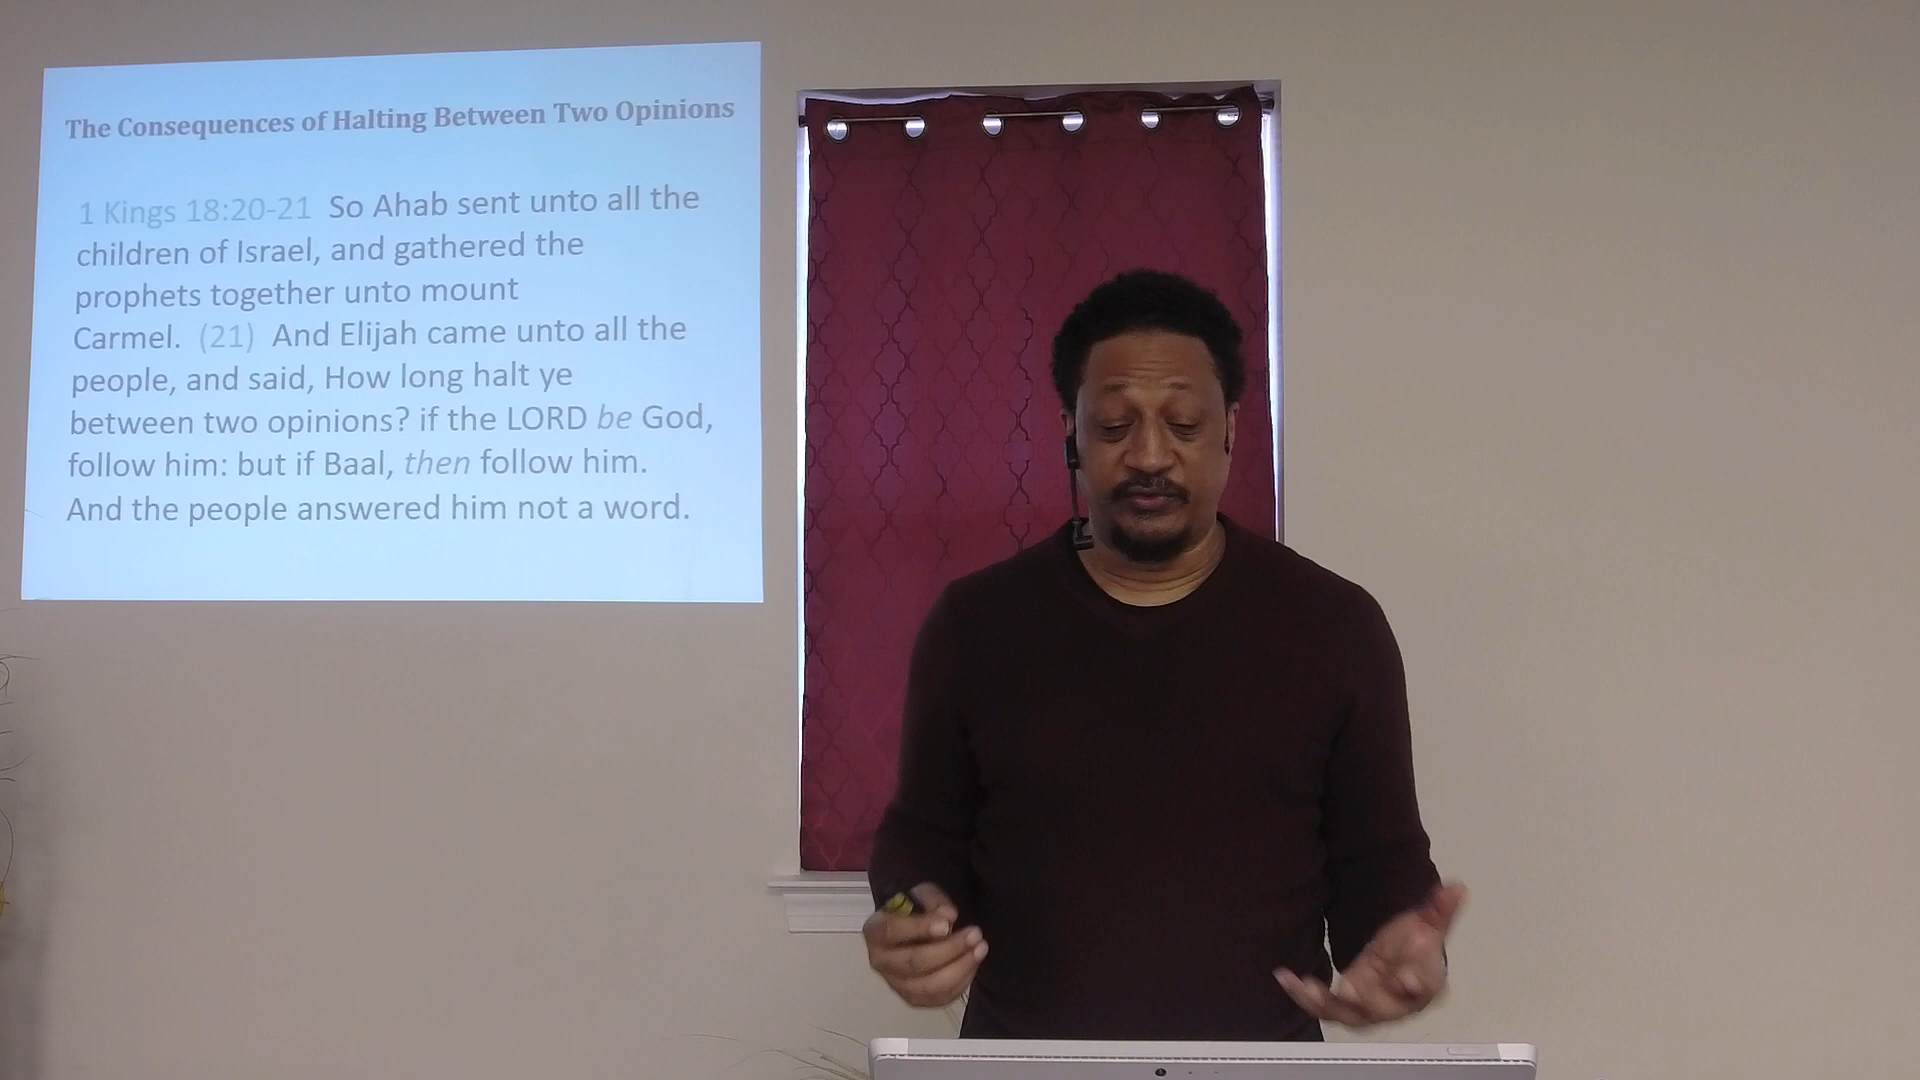 The Consequences of Halting Between Two Opinions
1 Kings 18:20-21 So Ahab sent unto all the
children of Israel, and gathered the
prophets together unto mount
Carmel. (21) And Elijah came unto all the
people, and said, How long halt ye
between two opinions? if the LORD be God,
follow him: but if Baal, then follow him.
And the people answered him not a word.